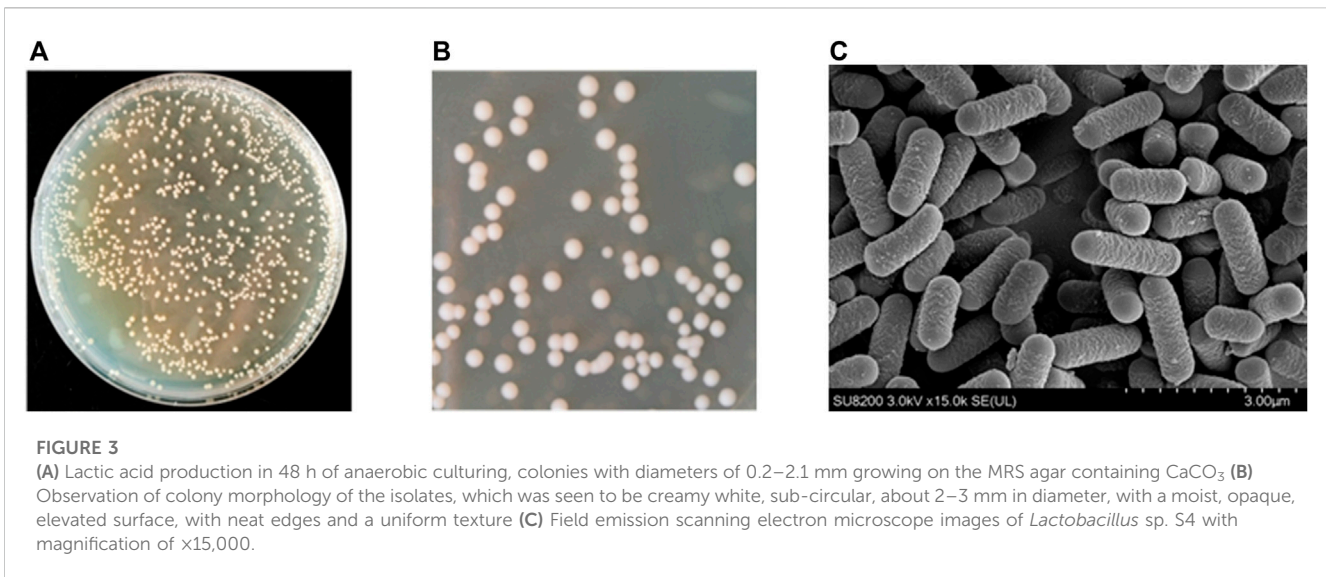 A
B
C
SU8200 3.0kV x15.0k SE(UL)
3.00µm
FIGURE 3
(A) Lactic acid production in 48 h of anaerobic culturing, colonies with diameters of 0.2–2.1 mm growing on the MRS agar containing CaCO₃ (B)
Observation of colony morphology of the isolates, which was seen to be creamy white, sub-circular, about 2–3 mm in diameter, with a moist, opaque,
elevated surface, with neat edges and a uniform texture (C) Field emission scanning electron microscope images of Lactobacillus sp. S4 with
magnification of ×15,000.